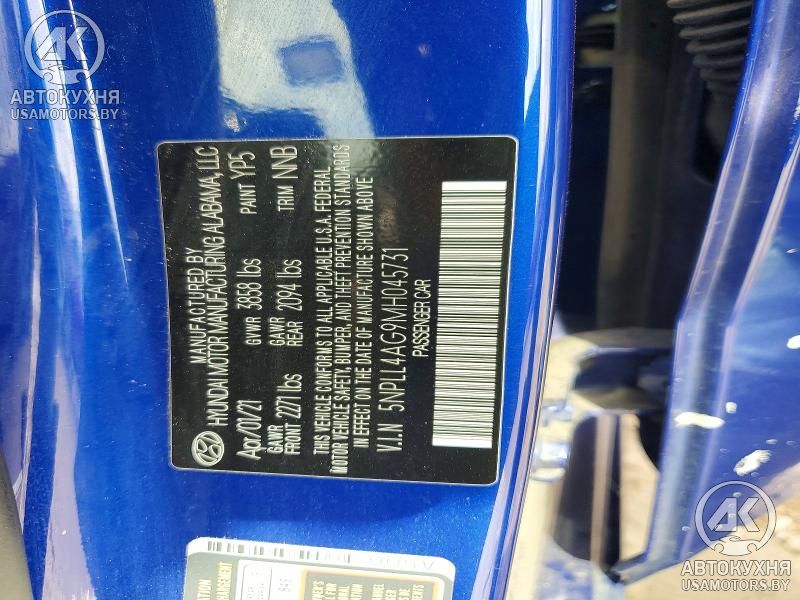 АК
АВТОКУХНЯ
USAMOTORS.BY
MANUFACTURED BY
HYUNDAI MOTOR MANUFACTURING ALABAMA, LLC
Apr/01/21 GVWR 3858 lbs PAINT YP5
GAWR FRONT 2271 lbs GAWR REAR 2094 lbs TRIM NNB
THIS VEHICLE CONFORMS TO ALL APPLICABLE U.S.A. FEDERAL
MOTOR VEHICLE SAFETY, BUMPER, AND THEFT PREVENTION STANDARDS
IN EFFECT ON THE DATE OF MANUFACTURE SHOWN ABOVE
V.I.N 5NPLL4AG9MH045731
PASSENGER CAR
АК
АВТОКУХНЯ
USAMOTORS.BY